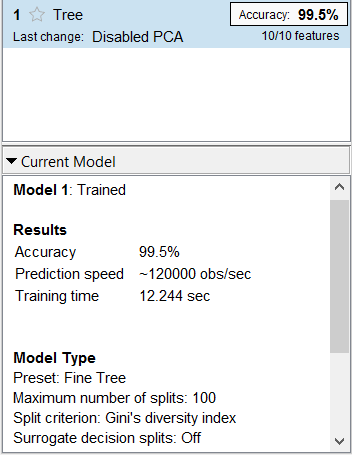 1 Tree Accuracy: 99.5%
Last change: Disabled PCA 10/10 features
Current Model
Model 1: Trained
Results
Accuracy 99.5%
Prediction speed ~120000 obs/sec
Training time 12.244 sec
Model Type
Preset: Fine Tree
Maximum number of splits: 100
Split criterion: Gini's diversity index
Surrogate decision splits: Off